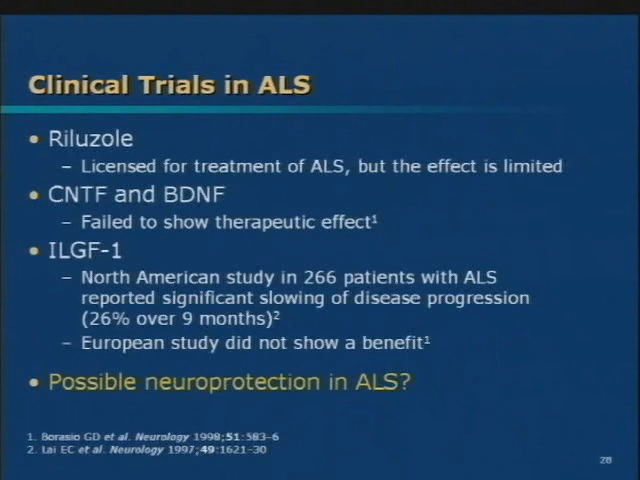 Clinical Trials in ALS
• Riluzole
– Licensed for treatment of ALS, but the effect is limited
• CNTF and BDNF
– Failed to show therapeutic effect¹
• ILGF-1
– North American study in 266 patients with ALS
reported significant slowing of disease progression
(26% over 9 months)²
– European study did not show a benefit¹
• Possible neuroprotection in ALS?
1. Borasio GD et al. Neurology 1998;51:583–6
2. Lai EC et al. Neurology 1997;49:1621–30
28